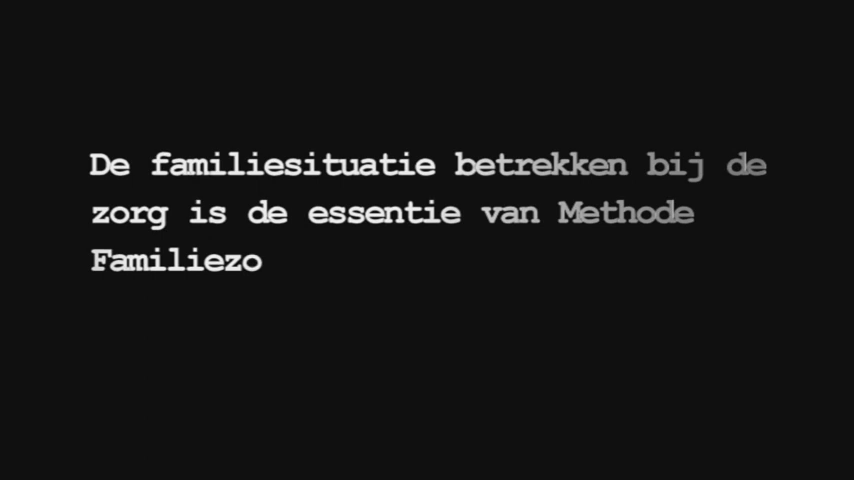 De familiesituatie betrekken bij de
zorg is de essentie van Methode
Familiezo